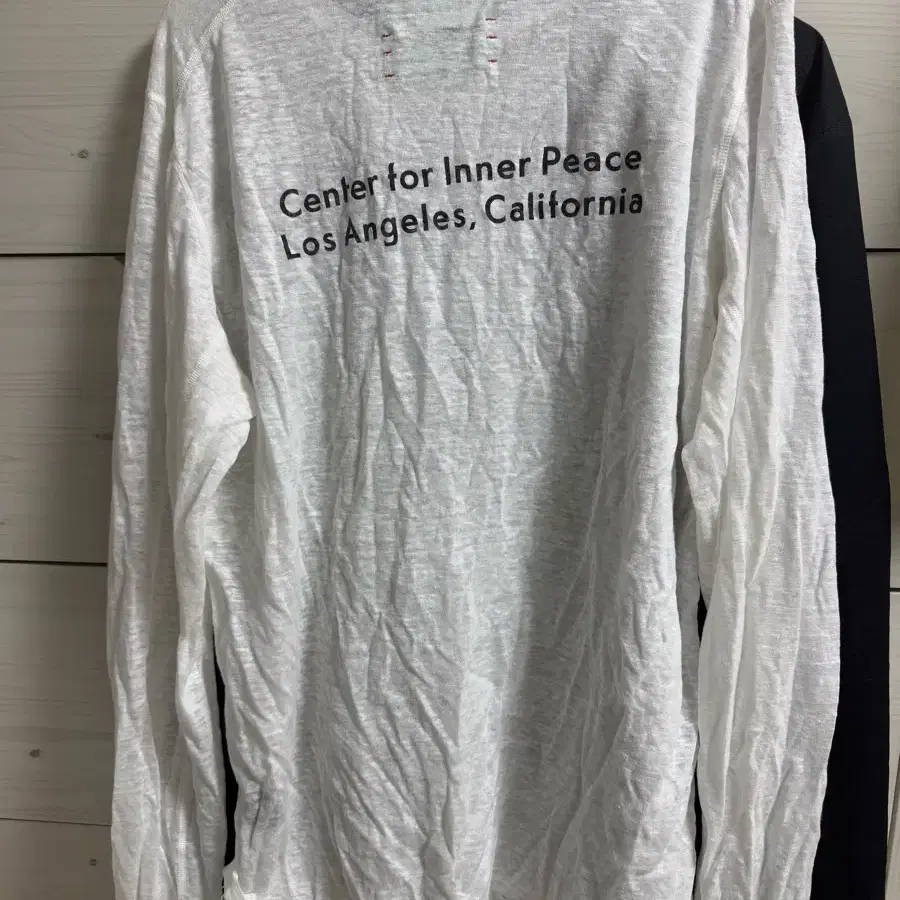 Center for Inner Peace
Los Angeles, California